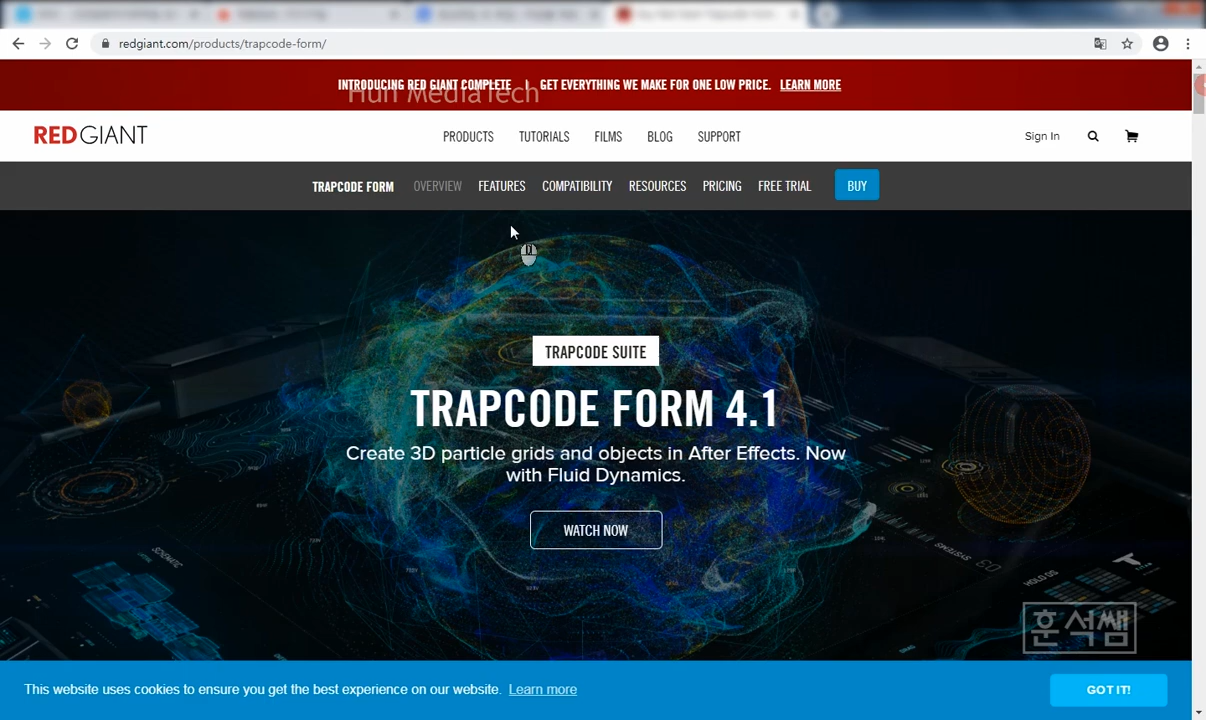 redgiant.com/products/trapcode-form/
INTRODUCING RED GIANT COMPLETE | GET EVERYTHING WE MAKE FOR ONE LOW PRICE. LEARN MORE
Hun MediaTech
REDGIANT
PRODUCTS TUTORIALS FILMS BLOG SUPPORT
Sign In
TRAPCODE FORM OVERVIEW FEATURES COMPATIBILITY RESOURCES PRICING FREE TRIAL BUY
TRAPCODE SUITE
TRAPCODE FORM 4.1
Create 3D particle grids and objects in After Effects. Now
with Fluid Dynamics.
WATCH NOW
SCHEMATIC
HOLO OS
훈석쌤
This website uses cookies to ensure you get the best experience on our website. Learn more
GOT IT!